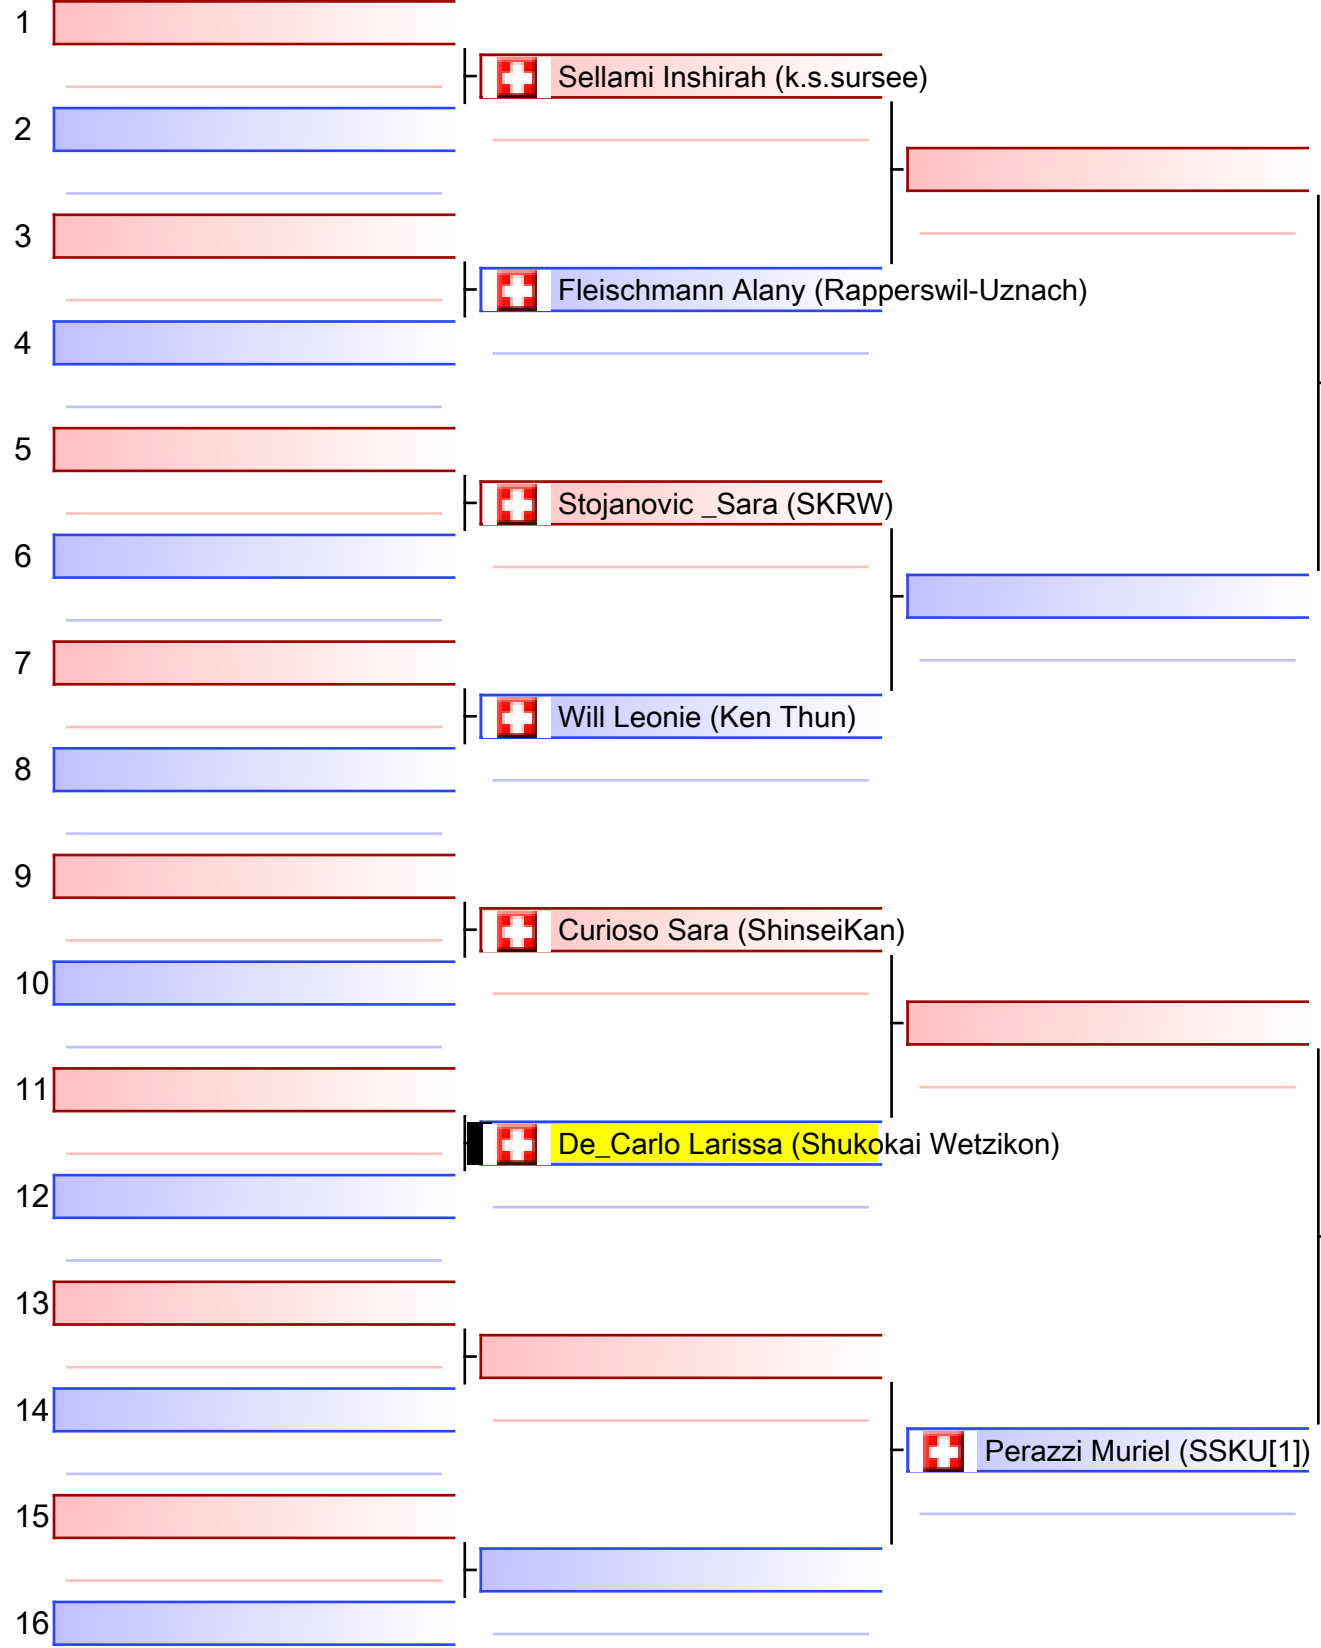 1
Sellami Inshirah (k.s.sursee)
2
3
Fleischmann Alany (Rapperswil-Uznach)
4
5
Stojanovic _Sara (SKRW)
6
7
Will Leonie (Ken Thun)
8
9
Curioso Sara (ShinseiKan)
10
11
De_Carlo Larissa (Shukokai Wetzikon)
12
13
14
Perazzi Muriel (SSKU[1])
15
16